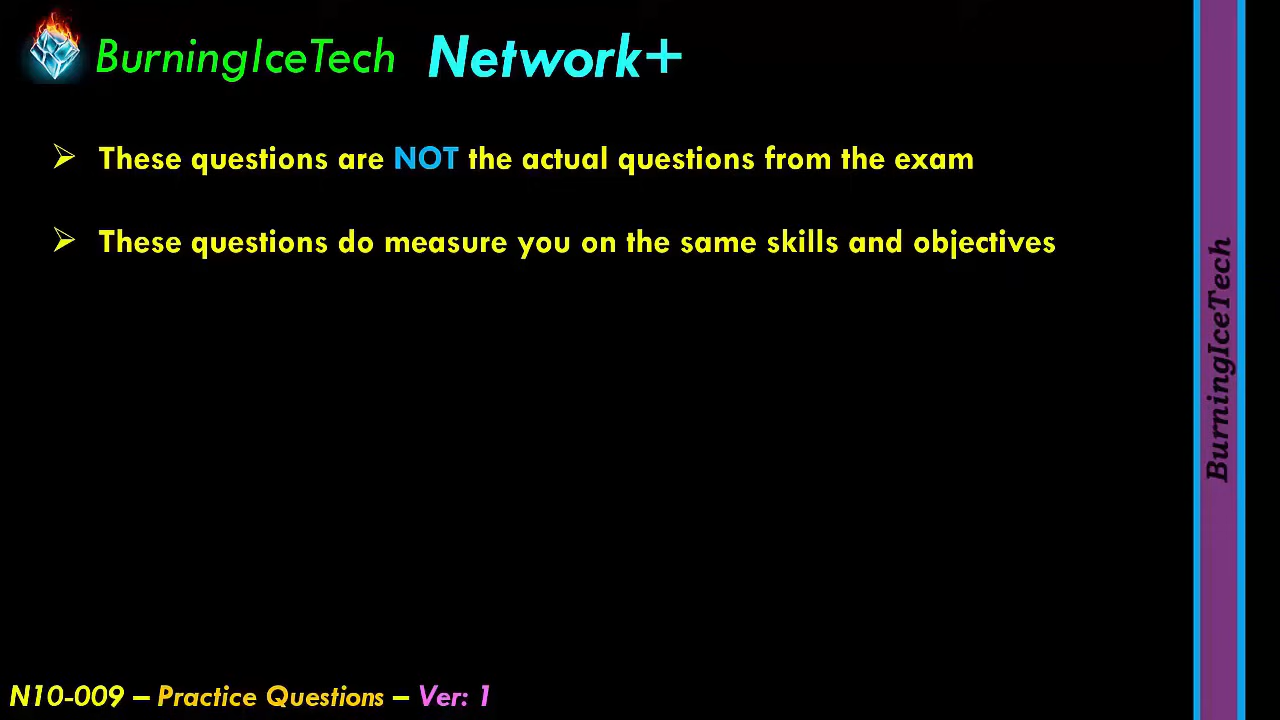 BurningIceTech Network+
➢ These questions are NOT the actual questions from the exam
➢ These questions do measure you on the same skills and objectives
BurningIceTech
N10-009 – Practice Questions – Ver: 1